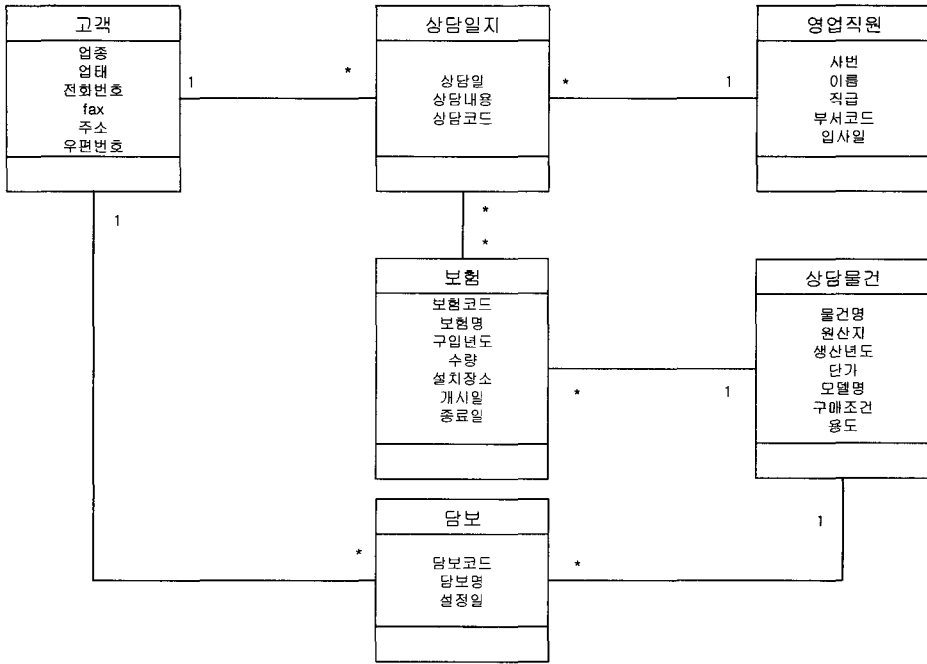 고객
업종
업태
전화번호
fax
주소
우편번호
1
*
상담일지
상담일
상담내용
상담코드
*
1
영업직원
사번
이름
직급
부서코드
입사일
1
*
*
보험
보험코드
보험명
구입년도
수량
설치장소
개시일
종료일
*
1
상담물건
물건명
원산지
생산년도
단가
모델명
구매조건
용도
1
*
담보
담보코드
담보명
설정일
*